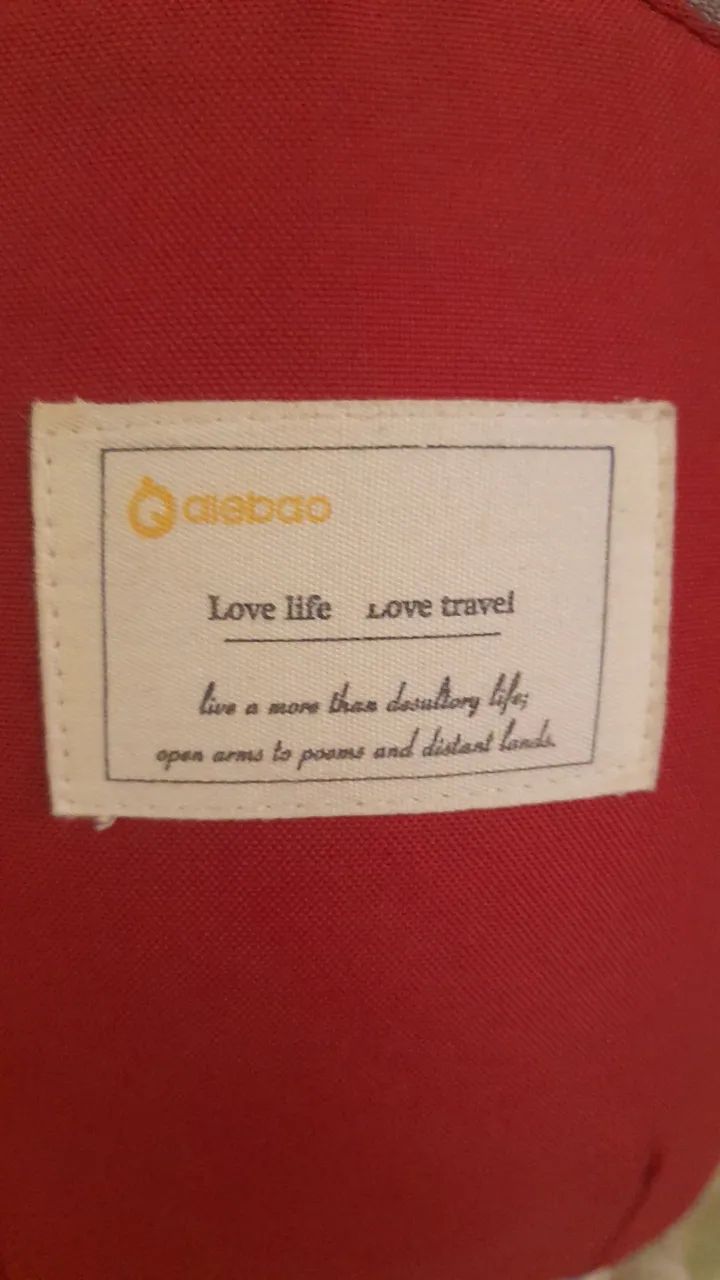 aiebao
Love life Love travel
live a more than desultory life;
open arms to poems and distant lands.